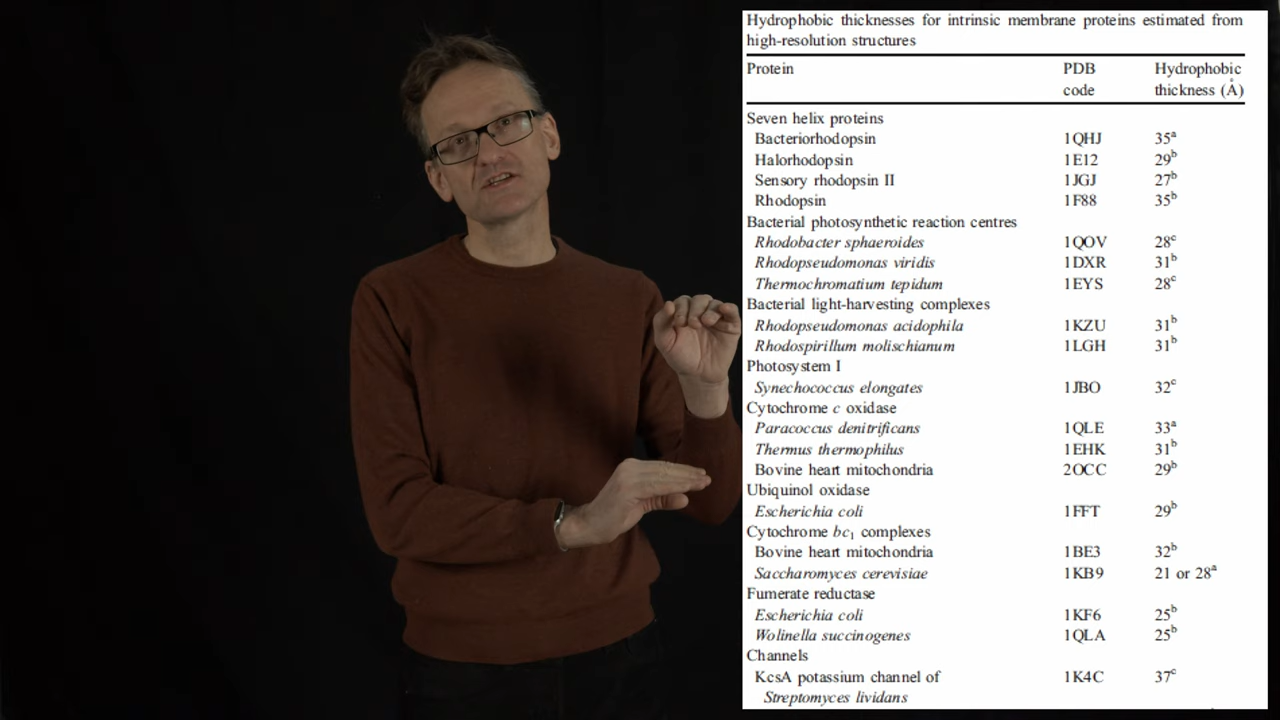 Hydrophobic thicknesses for intrinsic membrane proteins estimated from
high-resolution structures
Protein PDB code Hydrophobic thickness (Å)
Seven helix proteins
Bacteriorhodopsin 1QHJ 35a
Halorhodopsin 1E12 29b
Sensory rhodopsin II 1JGJ 27b
Rhodopsin 1F88 35b
Bacterial photosynthetic reaction centres
Rhodobacter sphaeroides 1QOV 28c
Rhodopseudomonas viridis 1DXR 31b
Thermochromatium tepidum 1EYS 28c
Bacterial light-harvesting complexes
Rhodopseudomonas acidophila 1KZU 31b
Rhodospirillum molischianum 1LGH 31b
Photosystem I
Synechococcus elongates 1JBO 32c
Cytochrome c oxidase
Paracoccus denitrificans 1QLE 33a
Thermus thermophilus 1EHK 31b
Bovine heart mitochondria 2OCC 29b
Ubiquinol oxidase
Escherichia coli 1FFT 29b
Cytochrome bc1 complexes
Bovine heart mitochondria 1BE3 32b
Saccharomyces cerevisiae 1KB9 21 or 28a
Fumerate reductase
Escherichia coli 1KF6 25b
Wolinella succinogenes 1QLA 25b
Channels
KcsA potassium channel of 1K4C 37c
Streptomyces lividans